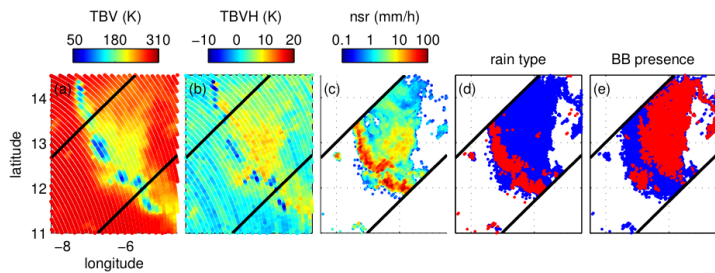 TBV (K)
TBVH (K)
nsr (mm/h)
50 180 310
−10 0 10 20
0.1 1 10 100
rain type
BB presence
(a)
(b)
(c)
(d)
(e)
14
13
12
11
latitude
−8 −6
longitude